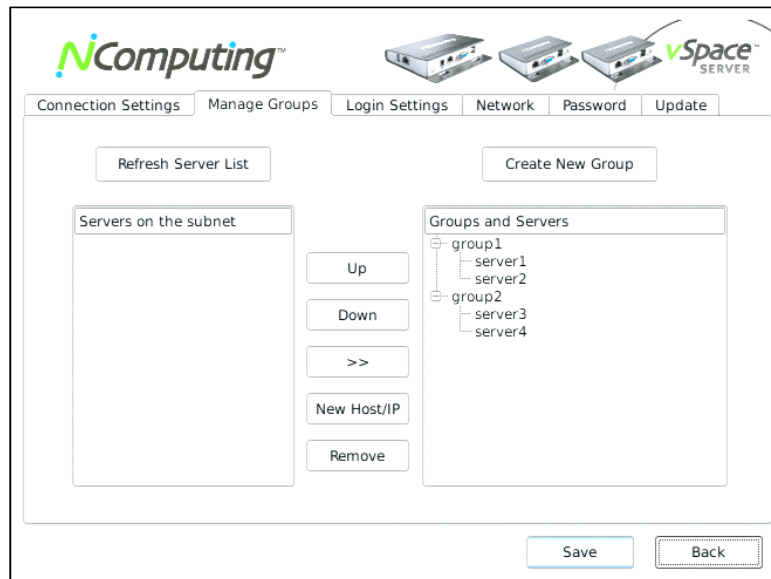 NComputing™
vSpace™
SERVER
Connection Settings Manage Groups Login Settings Network Password Update
Refresh Server List Create New Group
Servers on the subnet
Up
Down
>>
New Host/IP
Remove
Groups and Servers
group1
server1
server2
group2
server3
server4
Save Back